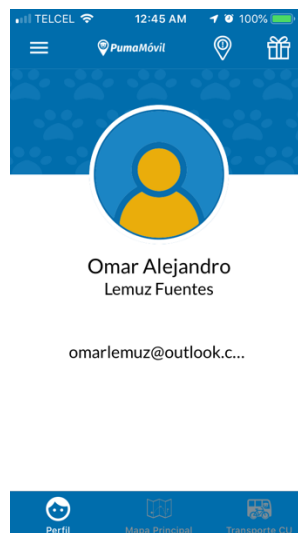 TELCEL 12:45 AM 100%
PumaMóvil
Omar Alejandro
Lemuz Fuentes
omarlemuz@outlook.c...
Perfil Mapa Principal Transporte CU